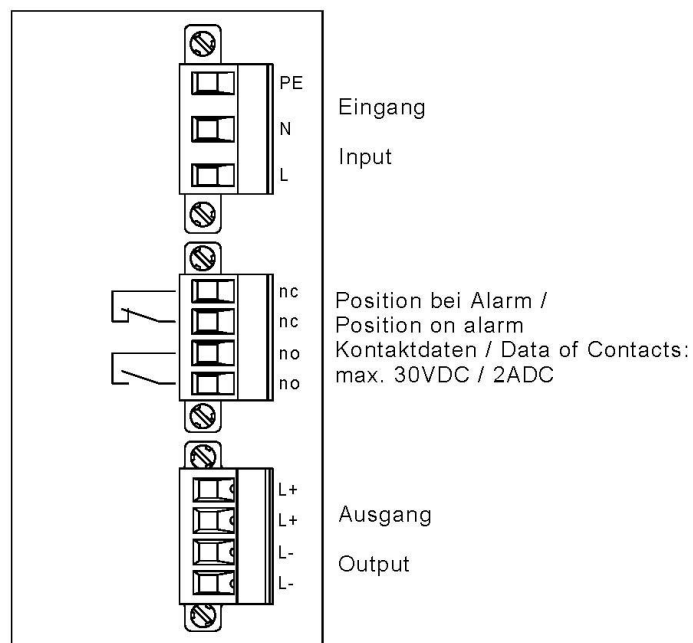 PE
N
L
Eingang
Input
nc
nc
no
no
Position bei Alarm /
Position on alarm
Kontaktdaten / Data of Contacts:
max. 30VDC / 2ADC
L+
L+
L-
L-
Ausgang
Output